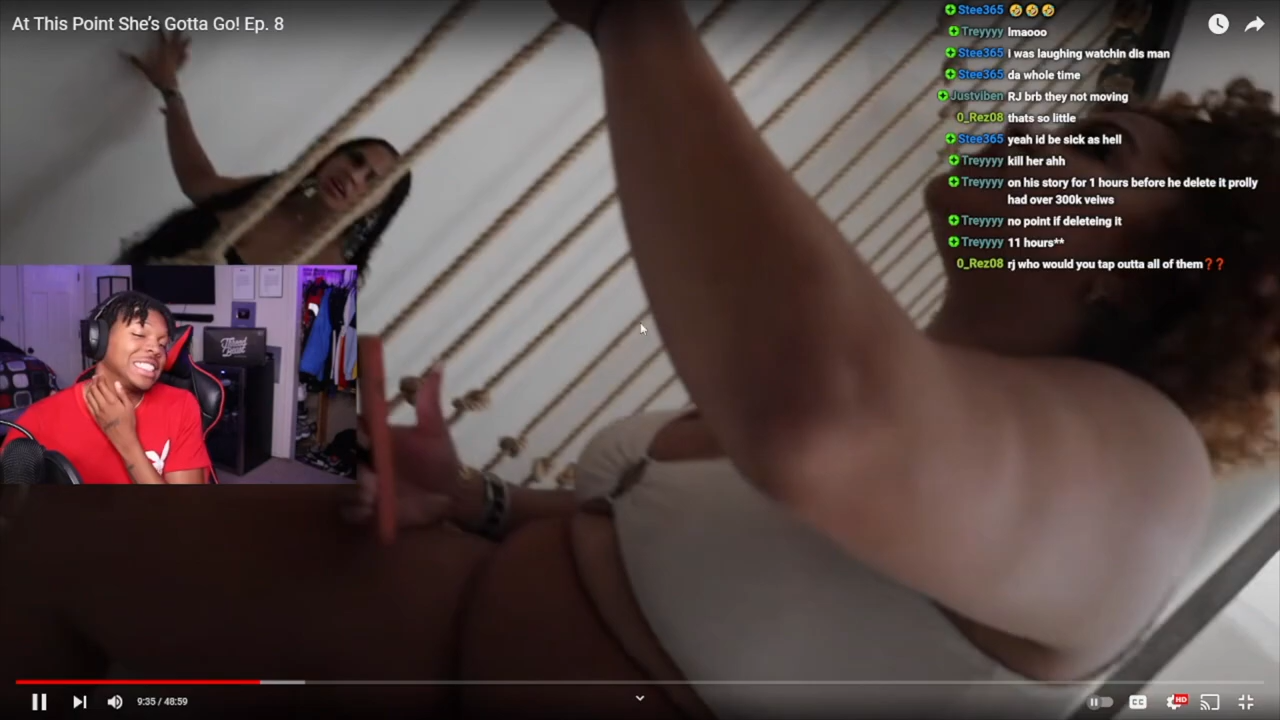 At This Point She’s Gotta Go! Ep. 8
Stee365 🤣🤣🤣
Treyyyy lmaooo
Stee365 i was laughing watchin dis man
Stee365 da whole time
Justviben RJ brb they not moving
0_Rez08 thats so little
Stee365 yeah id be sick as hell
Treyyyy kill her ahh
Treyyyy on his story for 1 hours before he delete it prolly
had over 300k veiws
Treyyyy no point if deleteing it
Treyyyy 11 hours**
0_Rez08 rj who would you tap outta all of them❓❓
9:35 / 48:59
CC
HD